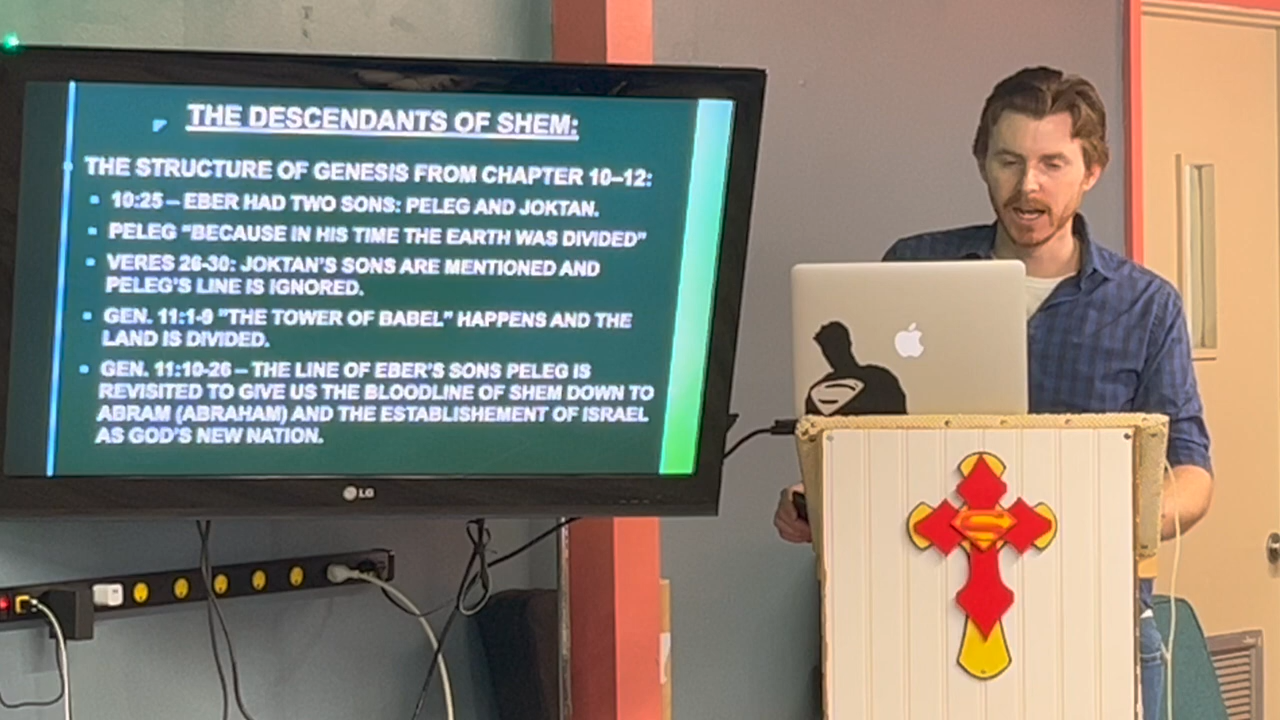 THE DESCENDANTS OF SHEM:
THE STRUCTURE OF GENESIS FROM CHAPTER 10–12:
10:25 – EBER HAD TWO SONS: PELEG AND JOKTAN.
PELEG "BECAUSE IN HIS TIME THE EARTH WAS DIVIDED"
VERES 26-30: JOKTAN'S SONS ARE MENTIONED AND
PELEG'S LINE IS IGNORED.
GEN. 11:1-9 "THE TOWER OF BABEL" HAPPENS AND THE
LAND IS DIVIDED.
GEN. 11:10-26 – THE LINE OF EBER'S SONS PELEG IS
REVISITED TO GIVE US THE BLOODLINE OF SHEM DOWN TO
ABRAM (ABRAHAM) AND THE ESTABLISHEMENT OF ISRAEL
AS GOD'S NEW NATION.
LG